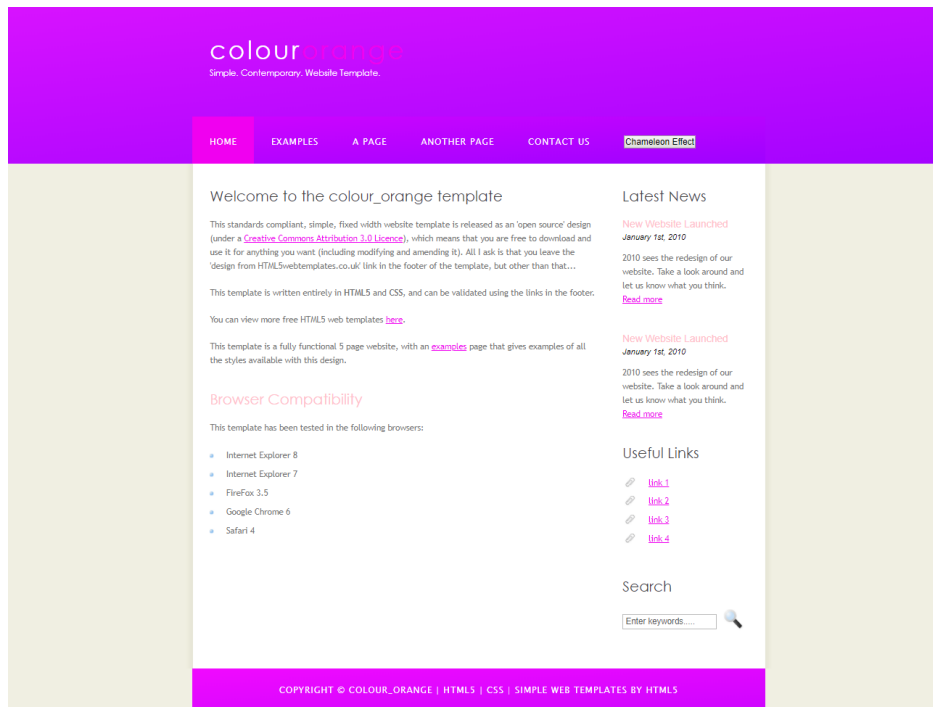 colourorange
Simple. Contemporary. Website Template.
HOME EXAMPLES A PAGE ANOTHER PAGE CONTACT US Chameleon Effect
Welcome to the colour_orange template
This standards compliant, simple, fixed width website template is released as an 'open source' design
(under a Creative Commons Attribution 3.0 Licence), which means that you are free to download and
use it for anything you want (including modifying and amending it). All I ask is that you leave the
'design from HTML5webtemplates.co.uk' link in the footer of the template, but other than that...
This template is written entirely in HTML5 and CSS, and can be validated using the links in the footer.
You can view more free HTML5 web templates here.
This template is a fully functional 5 page website, with an examples page that gives examples of all
the styles available with this design.
Browser Compatibility
This template has been tested in the following browsers:
Internet Explorer 8
Internet Explorer 7
FireFox 3.5
Google Chrome 6
Safari 4
Latest News
New Website Launched
January 1st, 2010
2010 sees the redesign of our
website. Take a look around and
let us know what you think.
Read more
New Website Launched
January 1st, 2010
2010 sees the redesign of our
website. Take a look around and
let us know what you think.
Read more
Useful Links
link 1
link 2
link 3
link 4
Search
Enter keywords.....
COPYRIGHT © COLOUR_ORANGE | HTML5 | CSS | SIMPLE WEB TEMPLATES BY HTML5